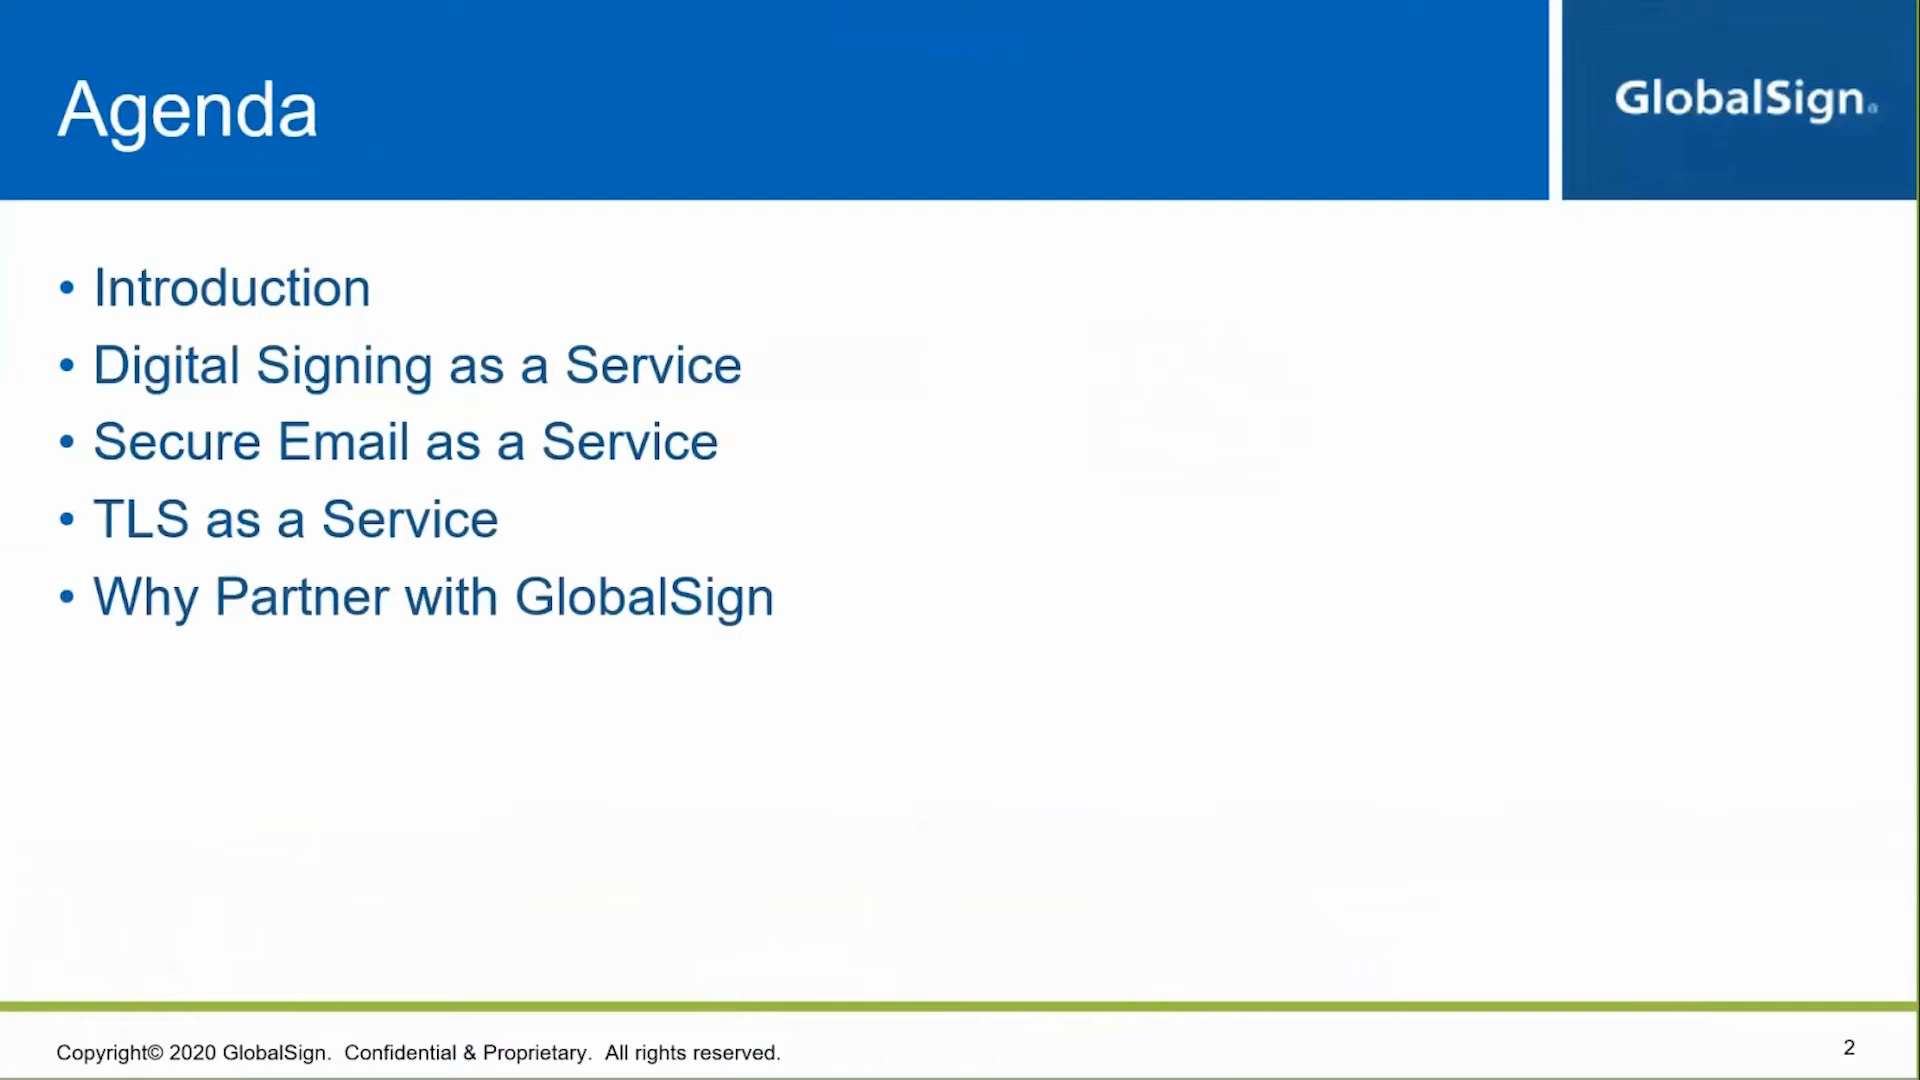 Agenda
GlobalSign.
• Introduction
• Digital Signing as a Service
• Secure Email as a Service
• TLS as a Service
• Why Partner with GlobalSign
Copyright© 2020 GlobalSign. Confidential & Proprietary. All rights reserved.
2